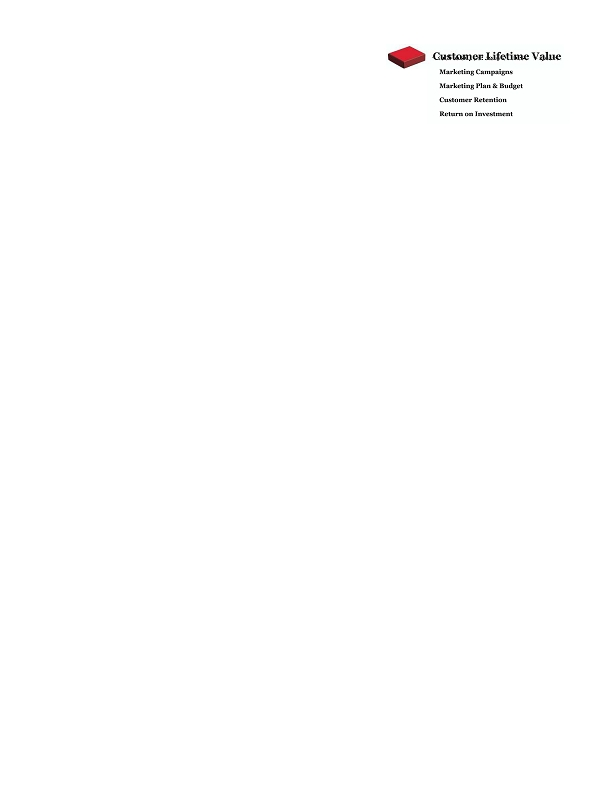 Customer Lifetime Value
Marketing Campaigns
Marketing Plan & Budget
Customer Retention
Return on Investment